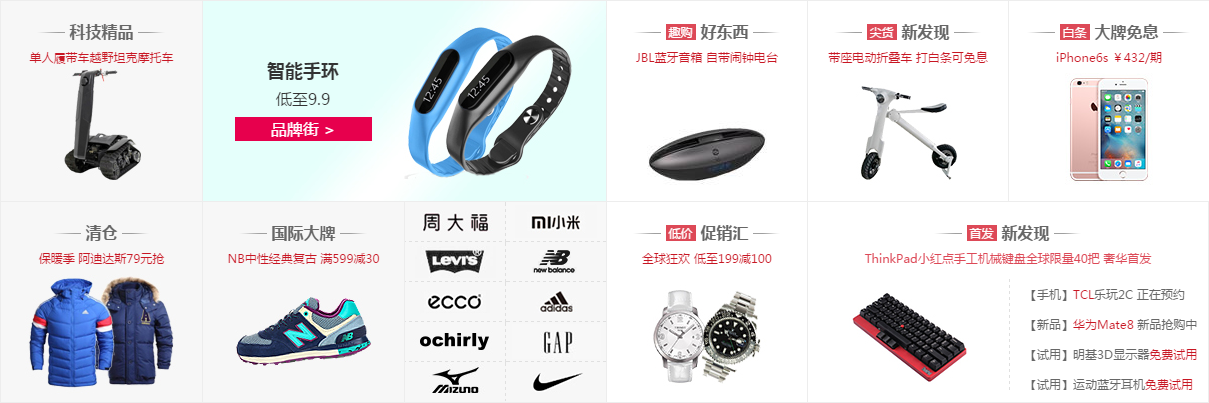 科技精品
单人履带车越野坦克摩托车
智能手环
低至9.9
品牌街 >
12:45
12:45
趣购 好东西
JBL蓝牙音箱 自带闹钟电台
尖货 新发现
带座电动折叠车 打白条可免息
白条 大牌免息
iPhone6s ￥432/期
清仓
保暖季 阿迪达斯79元抢
国际大牌
NB中性经典复古 满599减30
周大福
mi小米
LEVI'S
new balance
ecco
adidas
ochirly
GAP
MIZUNO
低价 促销汇
全球狂欢 低至199减100
首发 新发现
ThinkPad小红点手工机械键盘全球限量40把 奢华首发
【手机】TCL乐玩2C 正在预约
【新品】华为Mate8 新品抢购中
【试用】明基3D显示器免费试用
【试用】运动蓝牙耳机免费试用